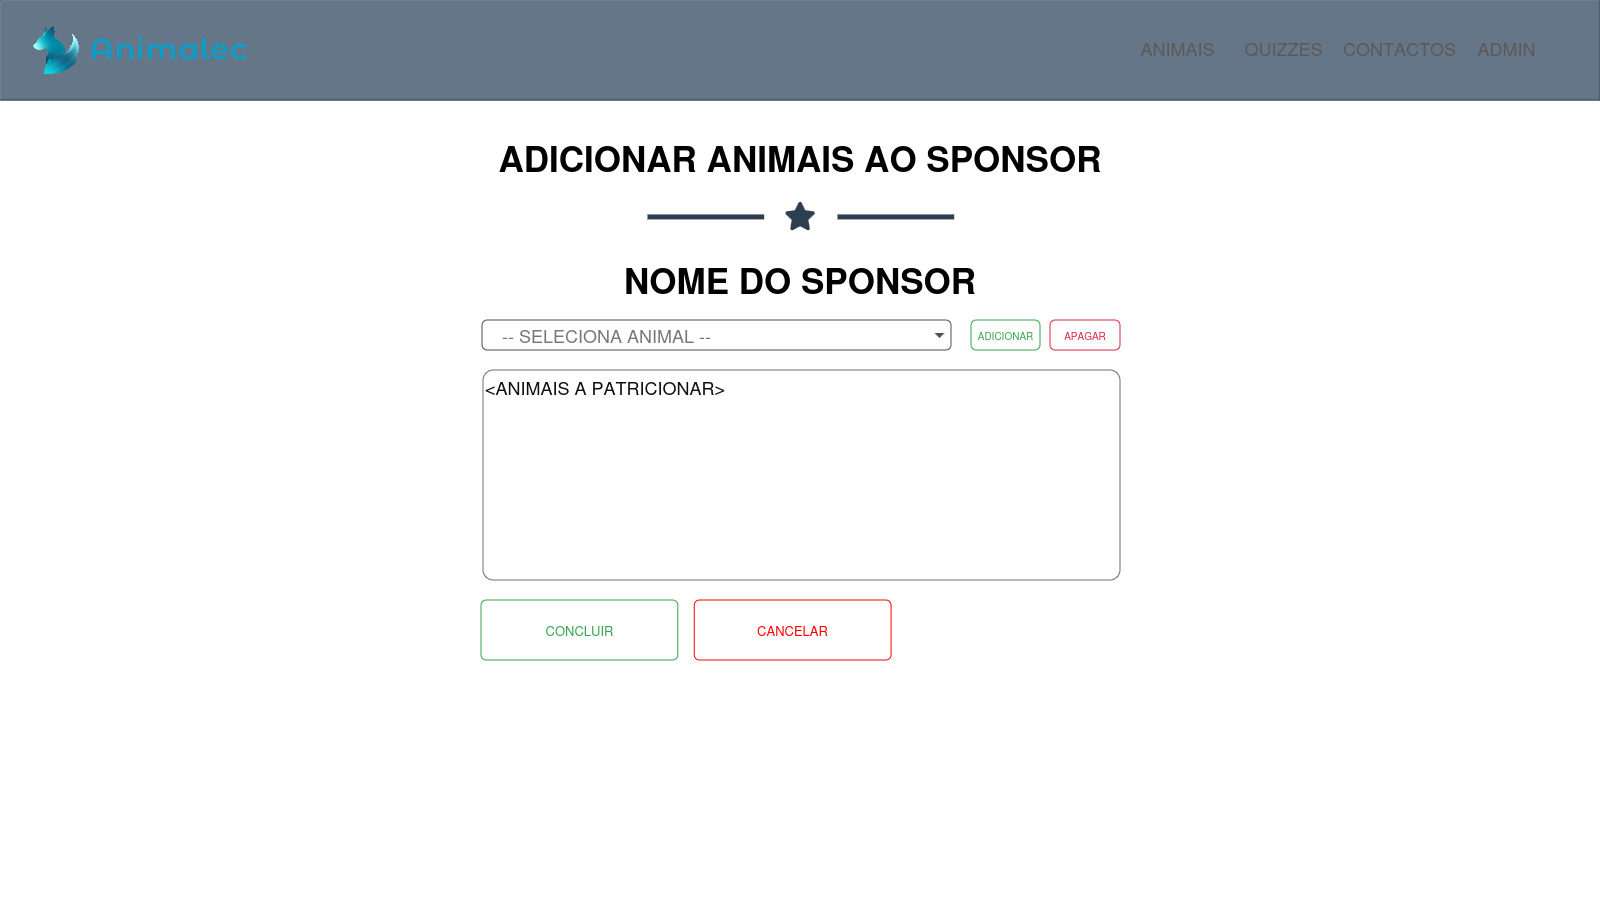 Animalec
ANIMAIS QUIZZES CONTACTOS ADMIN
ADICIONAR ANIMAIS AO SPONSOR
NOME DO SPONSOR
-- SELECIONA ANIMAL --
ADICIONAR
APAGAR
<ANIMAIS A PATRICIONAR>
CONCLUIR
CANCELAR